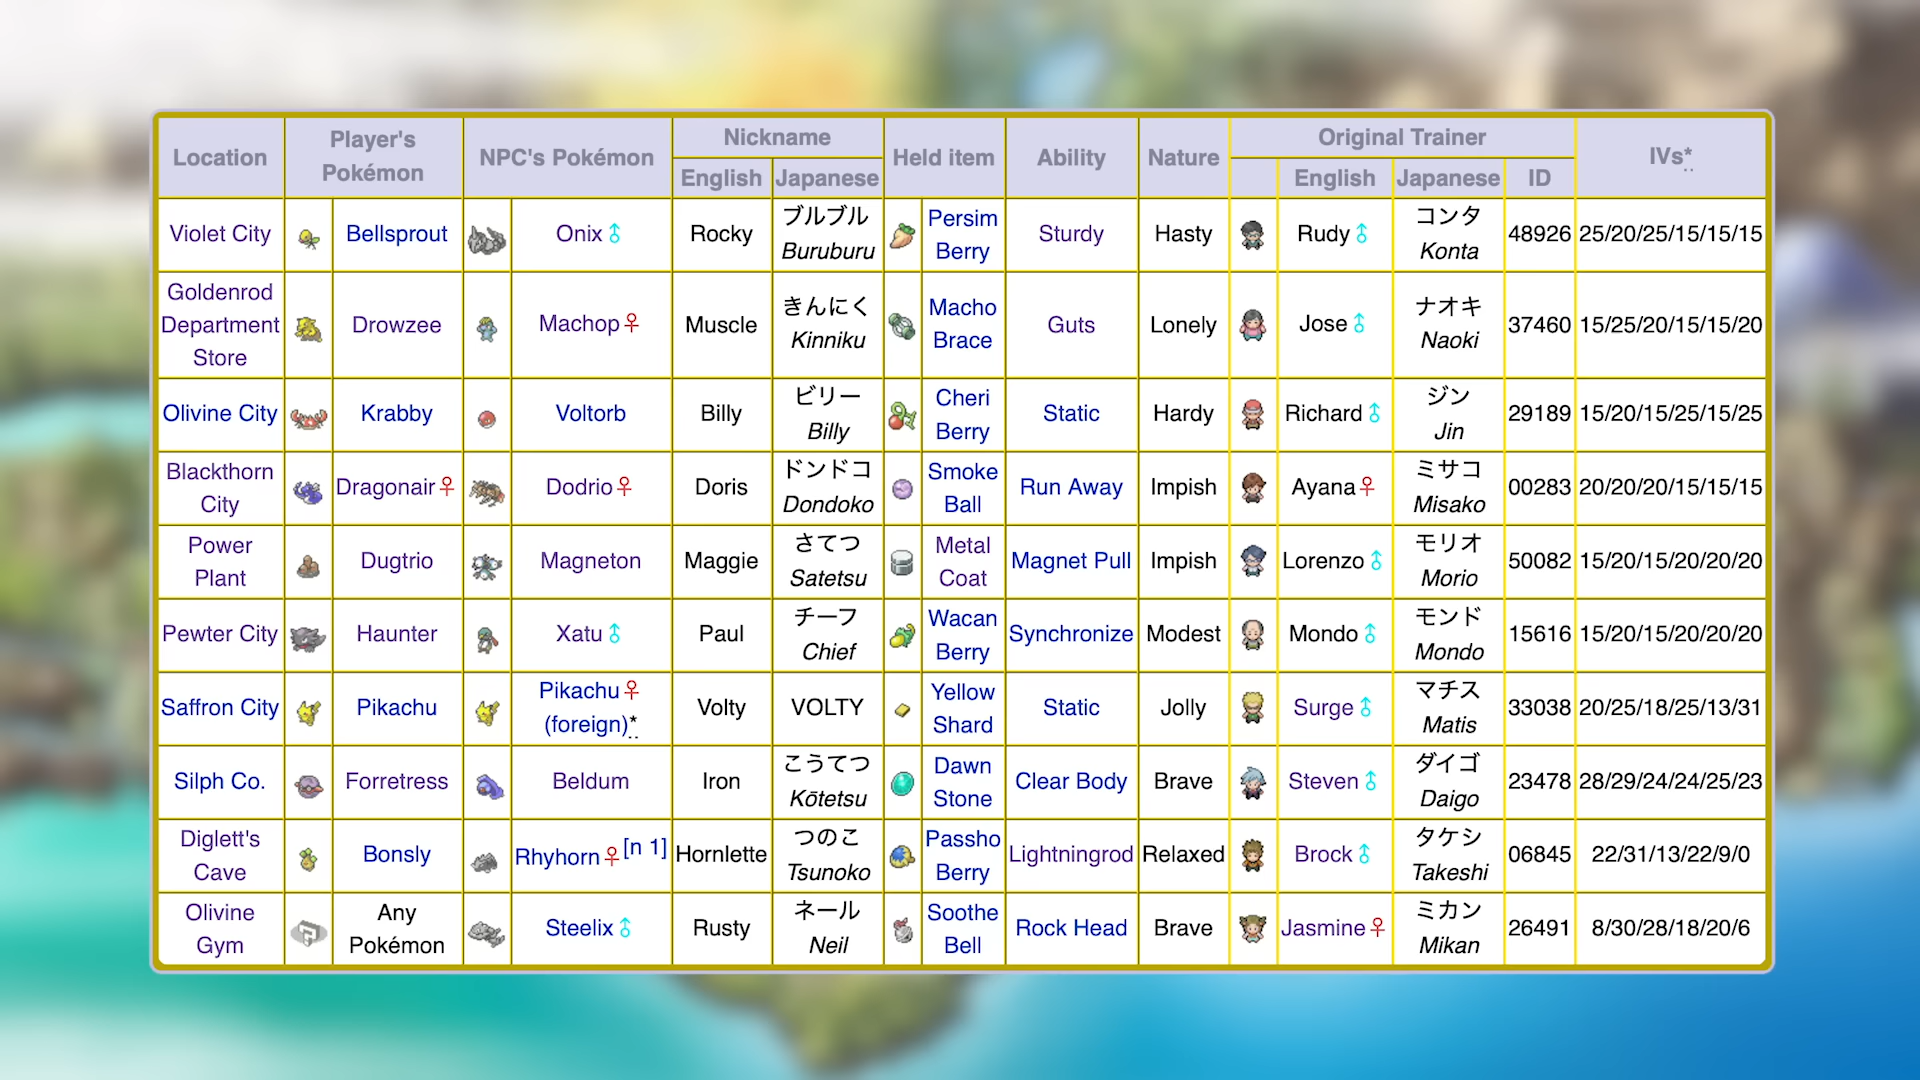 Location
Player's
Pokémon
NPC's Pokémon
Nickname
English
Japanese
Held item
Ability
Nature
Original Trainer
English
Japanese
ID
IVs*
Violet City
Bellsprout
Onix♂
Rocky
ブルブル
Buruburu
Persim
Berry
Sturdy
Hasty
Rudy♂
コンタ
Konta
48926
25/20/25/15/15/15
Goldenrod
Department
Store
Drowzee
Machop♀
Muscle
きんにく
Kinniku
Macho
Brace
Guts
Lonely
Jose♂
ナオキ
Naoki
37460
15/25/20/15/15/20
Olivine City
Krabby
Voltorb
Billy
ビリー
Billy
Cheri
Berry
Static
Hardy
Richard♂
ジン
Jin
29189
15/20/15/25/15/25
Blackthorn
City
Dragonair♀
Dodrio♀
Doris
ドンドコ
Dondoko
Smoke
Ball
Run Away
Impish
Ayana♀
ミサコ
Misako
00283
20/20/20/15/15/15
Power
Plant
Dugtrio
Magneton
Maggie
さてつ
Satetsu
Metal
Coat
Magnet Pull
Impish
Lorenzo♂
モリオ
Morio
50082
15/20/15/20/20/20
Pewter City
Haunter
Xatu♂
Paul
チーフ
Chief
Wacan
Berry
Synchronize
Modest
Mondo♂
モンド
Mondo
15616
15/20/15/20/20/20
Saffron City
Pikachu
Pikachu♀
(foreign)*
Volty
VOLTY
Yellow
Shard
Static
Jolly
Surge♂
マチス
Matis
33038
20/25/18/25/13/31
Silph Co.
Forretress
Beldum
Iron
こうてつ
Kōtetsu
Dawn
Stone
Clear Body
Brave
Steven♂
ダイゴ
Daigo
23478
28/29/24/24/25/23
Diglett's
Cave
Bonsly
Rhyhorn♀[n 1]
Hornlette
つのこ
Tsunoko
Passho
Berry
Lightningrod
Relaxed
Brock♂
タケシ
Takeshi
06845
22/31/13/22/9/0
Olivine
Gym
Any
Pokémon
Steelix♂
Rusty
ネール
Neil
Soothe
Bell
Rock Head
Brave
Jasmine♀
ミカン
Mikan
26491
8/30/28/18/20/6